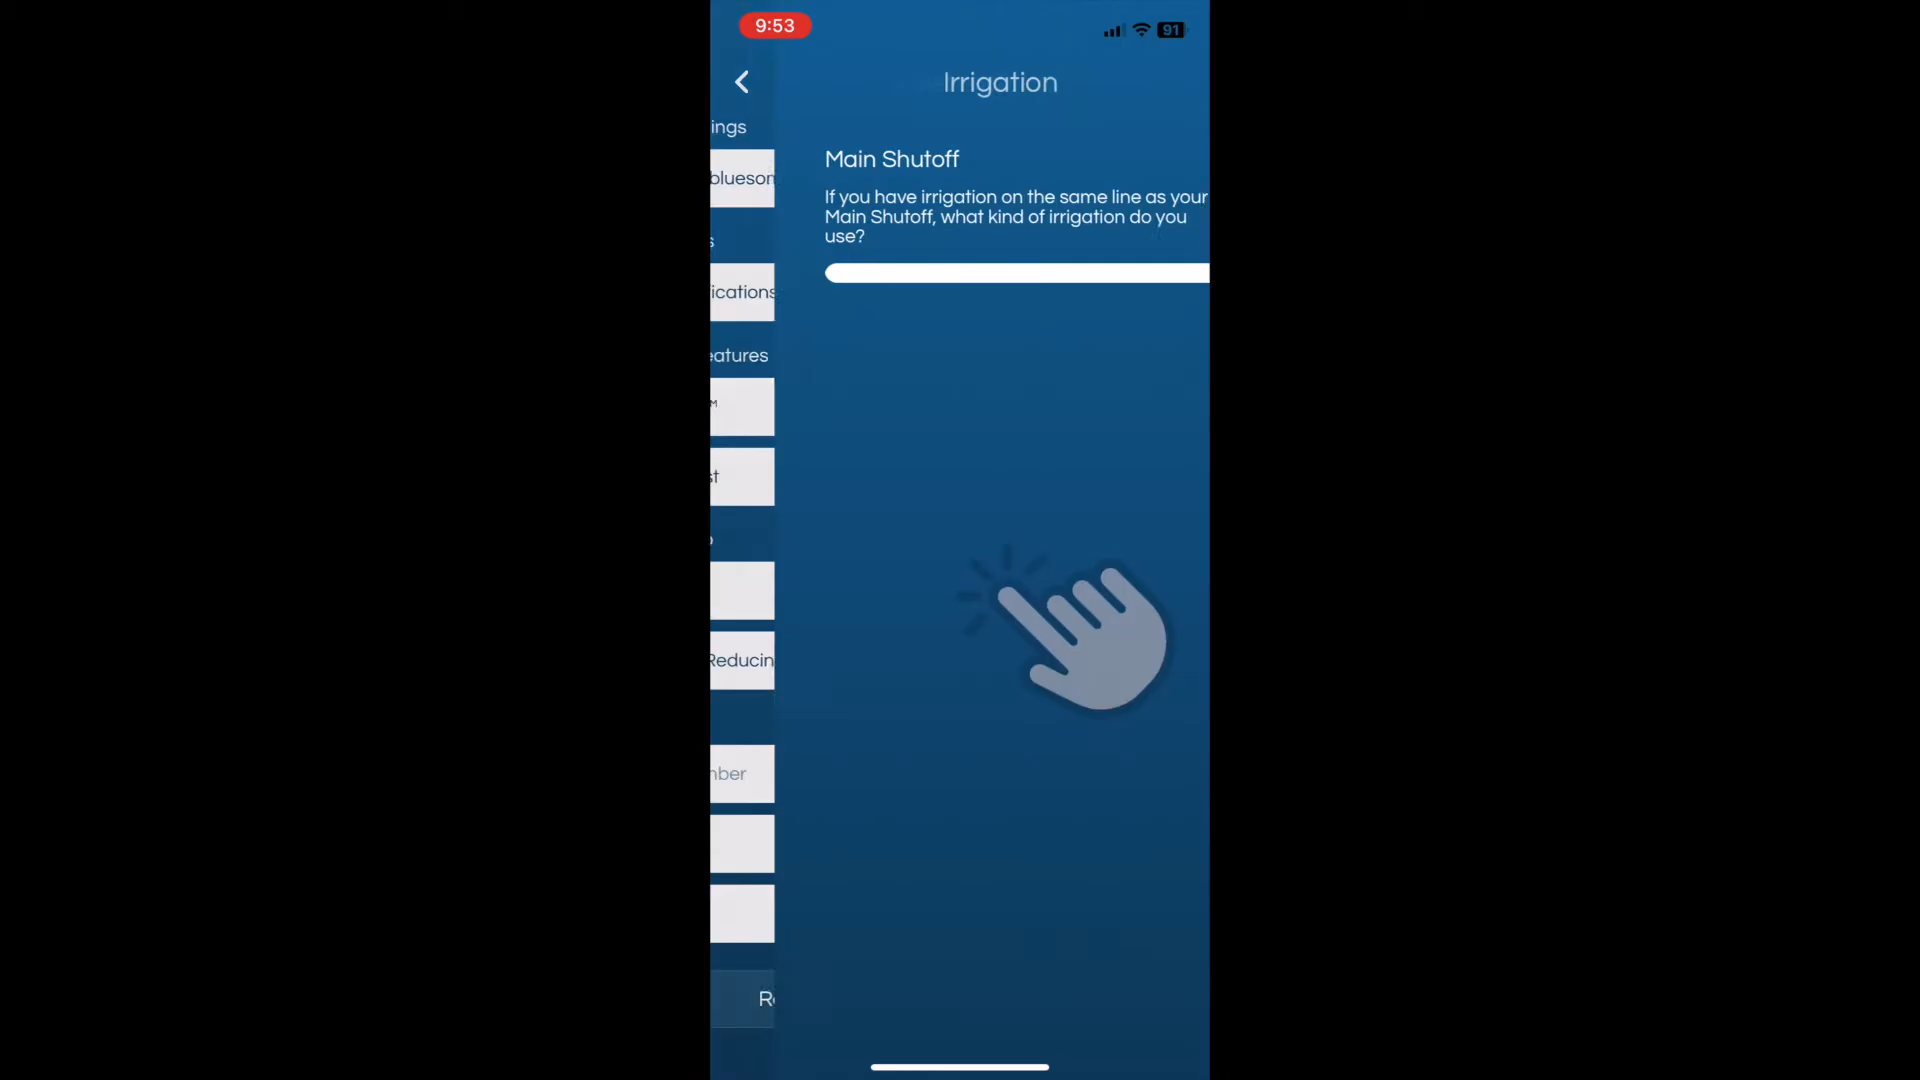 9:53
91
Irrigation
ings
Main Shutoff
blueson
If you have irrigation on the same line as your
Main Shutoff, what kind of irrigation do you
use?
s
ications
eatures
st
Reducin
nber